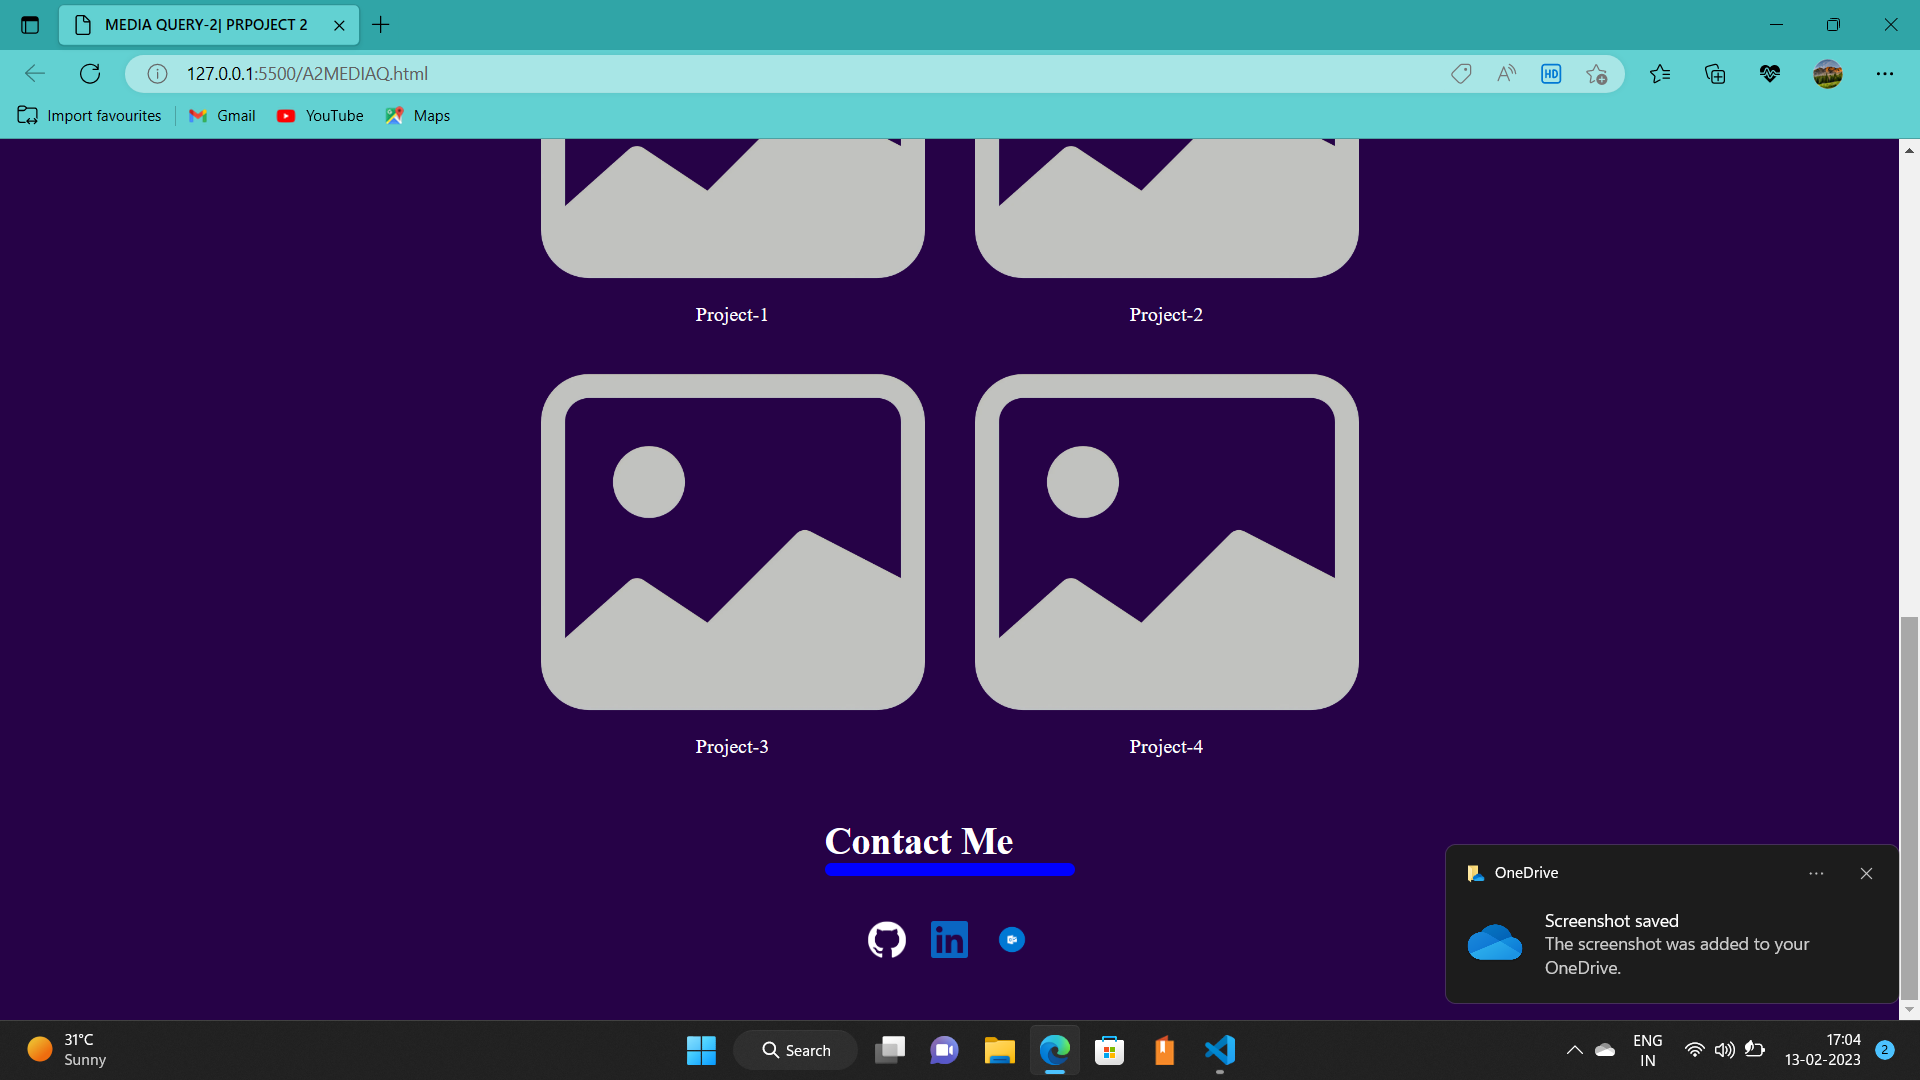 MEDIA QUERY-2| PRPOJECT 2
127.0.0.1:5500/A2MEDIAQ.html
HD
Import favourites
Gmail
YouTube
Maps
Project-1
Project-2
Project-3
Project-4
Contact Me
in
OneDrive
Screenshot saved
The screenshot was added to your
OneDrive.
31°C
Sunny
Search
ENG
IN
17:04
13-02-2023
2